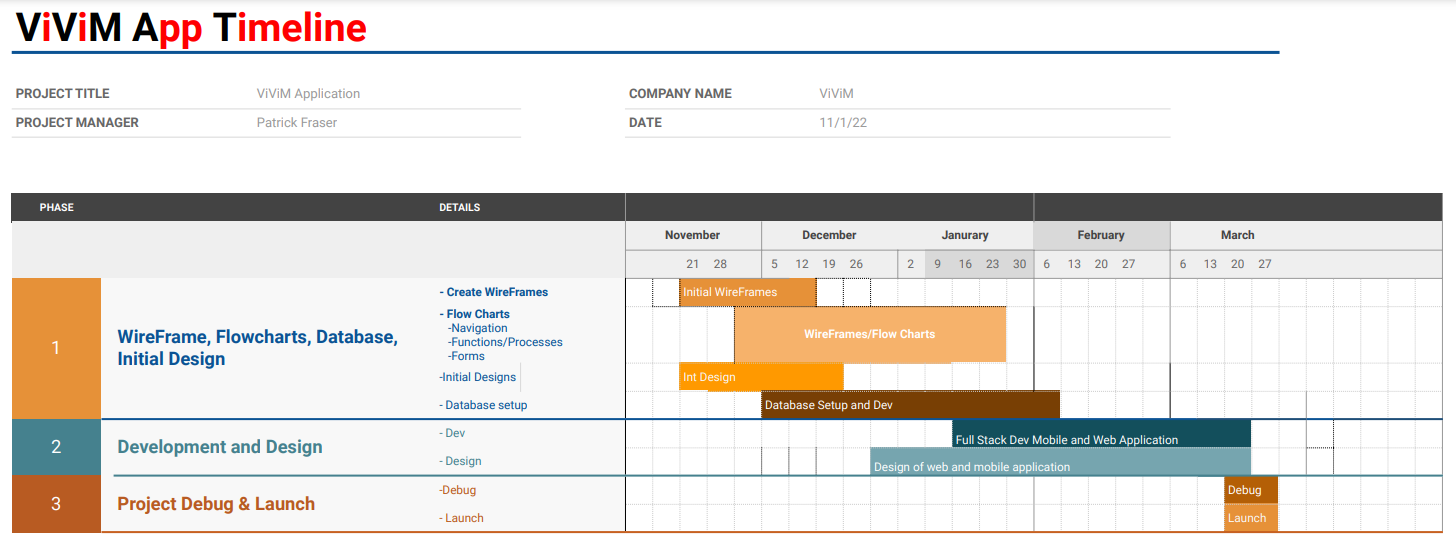 ViViM App Timeline
PROJECT TITLE ViViM Application COMPANY NAME ViViM
PROJECT MANAGER Patrick Fraser DATE 11/1/22
PHASE DETAILS
November December Janurary February March
21 28 5 12 19 26 2 9 16 23 30 6 13 20 27 6 13 20 27
1
WireFrame, Flowcharts, Database,
Initial Design
- Create WireFrames
- Flow Charts
-Navigation
-Functions/Processes
-Forms
-Initial Designs
- Database setup
Initial WireFrames
WireFrames/Flow Charts
Int Design
Database Setup and Dev
2
Development and Design
- Dev
- Design
Full Stack Dev Mobile and Web Application
Design of web and mobile application
3
Project Debug & Launch
-Debug
- Launch
Debug
Launch